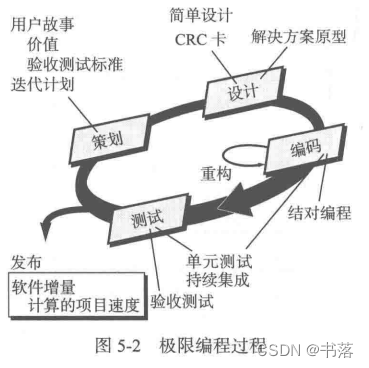 用户故事
价值
验收测试标准
迭代计划
简单设计
CRC 卡
解决方案原型
策划
设计
编码
重构
结对编程
测试
单元测试
持续集成
验收测试
发布
软件增量
计算的项目速度
图 5-2 极限编程过程
CSDN @书落